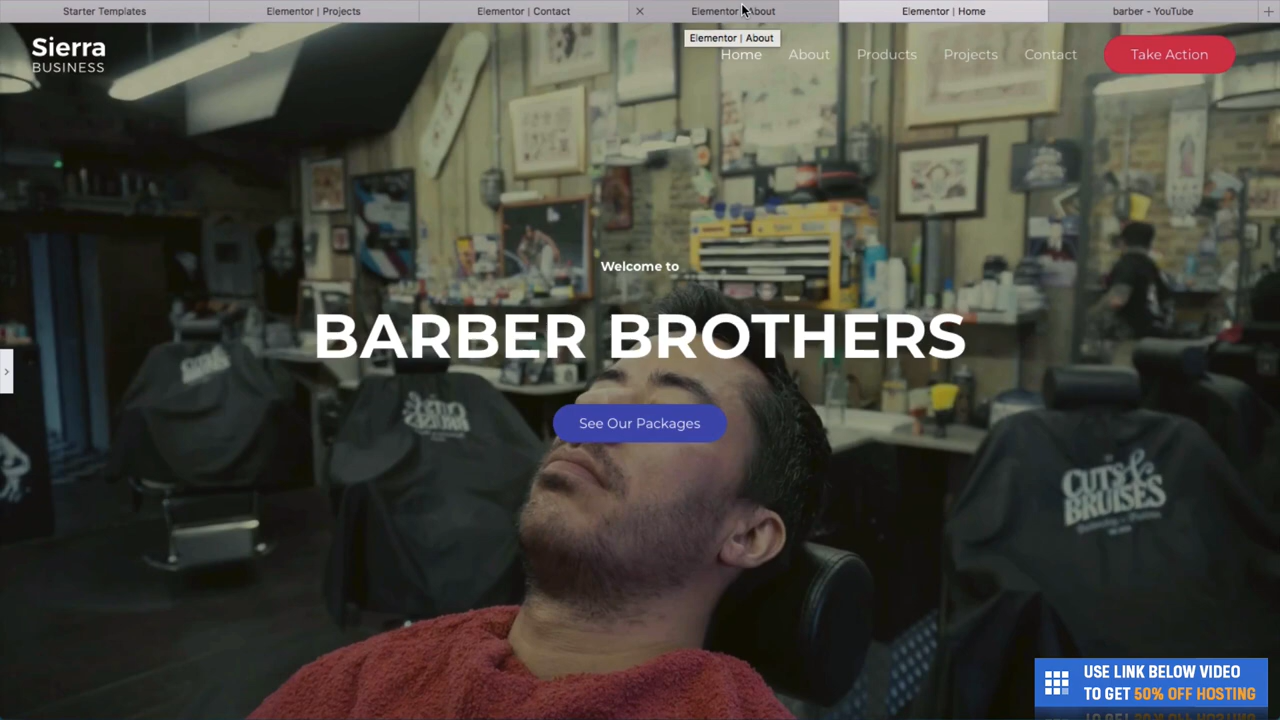 Starter Templates
Elementor | Projects
Elementor | Contact
Elementor | About
Elementor | Home
barber - YouTube
Elementor | About
Sierra
BUSINESS
Home
About
Products
Projects
Contact
Take Action
Welcome to
BARBER BROTHERS
See Our Packages
CUTS &
BRUISES
USE LINK BELOW VIDEO
TO GET 50% OFF HOSTING